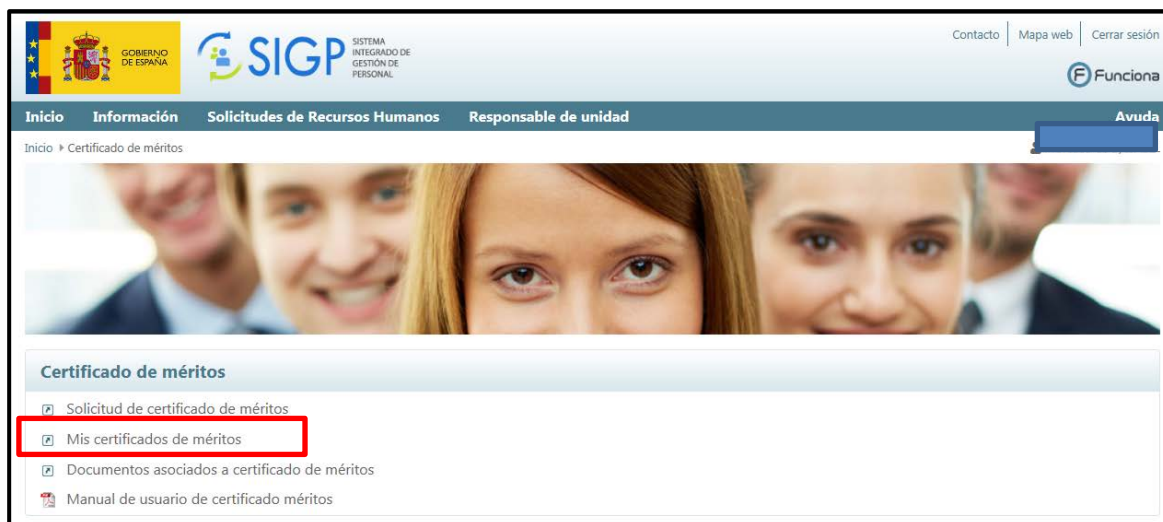 GOBIERNO
DE ESPAÑA
SIGP
SISTEMA
INTEGRADO DE
GESTIÓN DE
PERSONAL
Contacto Mapa web Cerrar sesión
Funciona
Inicio Información Solicitudes de Recursos Humanos Responsable de unidad Ayuda
Inicio Certificado de méritos
Certificado de méritos
Solicitud de certificado de méritos
Mis certificados de méritos
Documentos asociados a certificado de méritos
Manual de usuario de certificado méritos